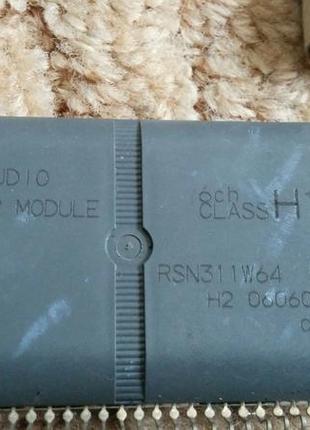 UDIO
MODULE
6ch
CLASS H
RSN311W64
H2 0606